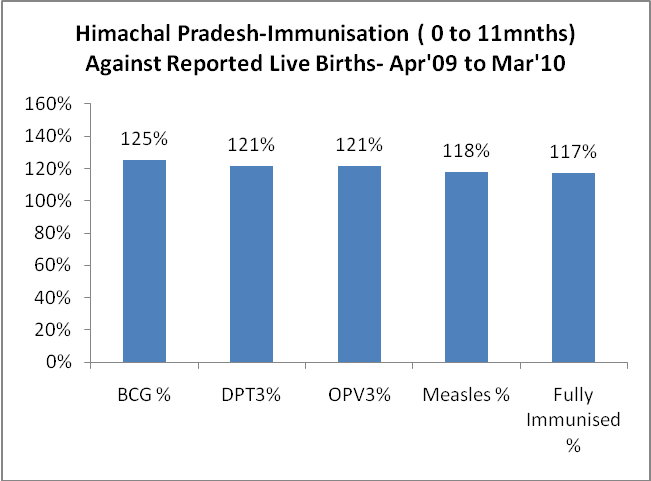 Himachal Pradesh-Immunisation ( 0 to 11mnths)
Against Reported Live Births- Apr'09 to Mar'10
160%
140%
120%
100%
80%
60%
40%
20%
0%
125%
121%
121%
118%
117%
BCG %
DPT3%
OPV3%
Measles %
Fully
Immunised
%